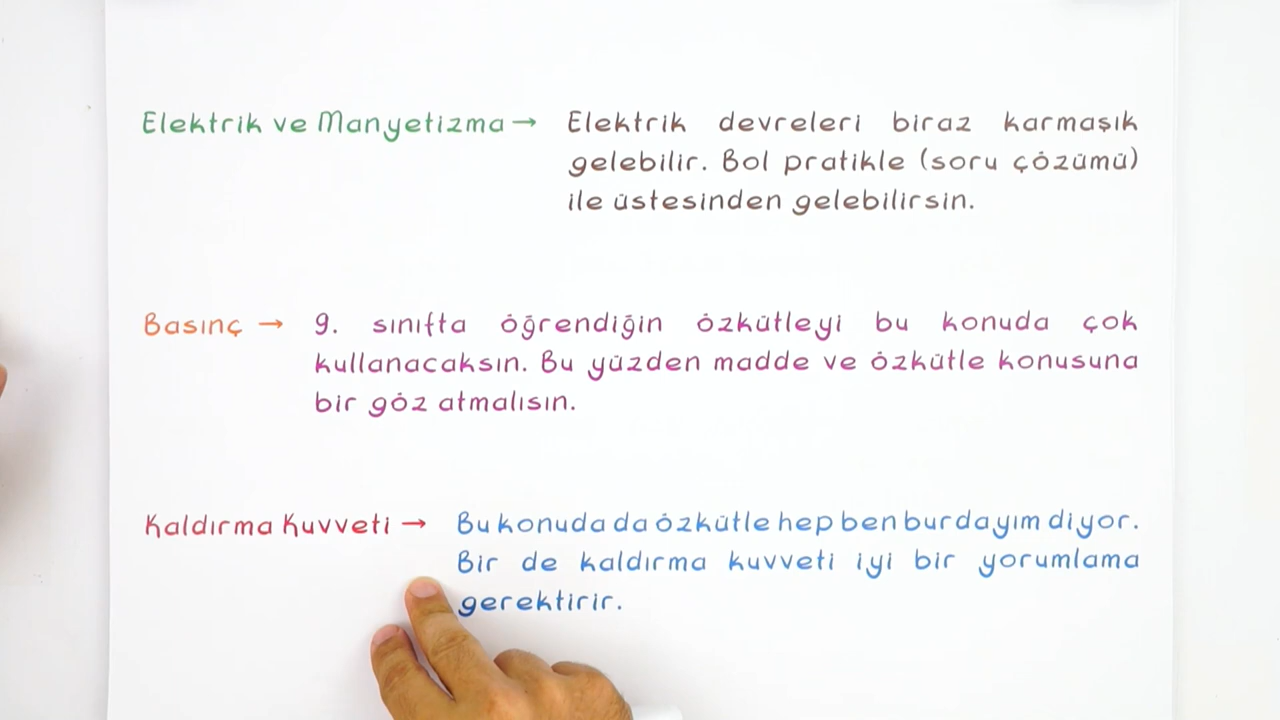 Elektrik ve Manyetizma → Elektrik devreleri biraz karmaşık
gelebilir. Bol pratikle (soru çözümü)
ile üstesinden gelebilirsin.
Basınç → 9. sınıfta öğrendiğin özkütleyi bu konuda çok
kullanacaksın. Bu yüzden madde ve özkütle konusuna
bir göz atmalısın.
Kaldırma Kuvveti → Bu konuda da özkütle hep ben burdayım diyor.
Bir de kaldırma kuvveti iyi bir yorumlama
gerektirir.